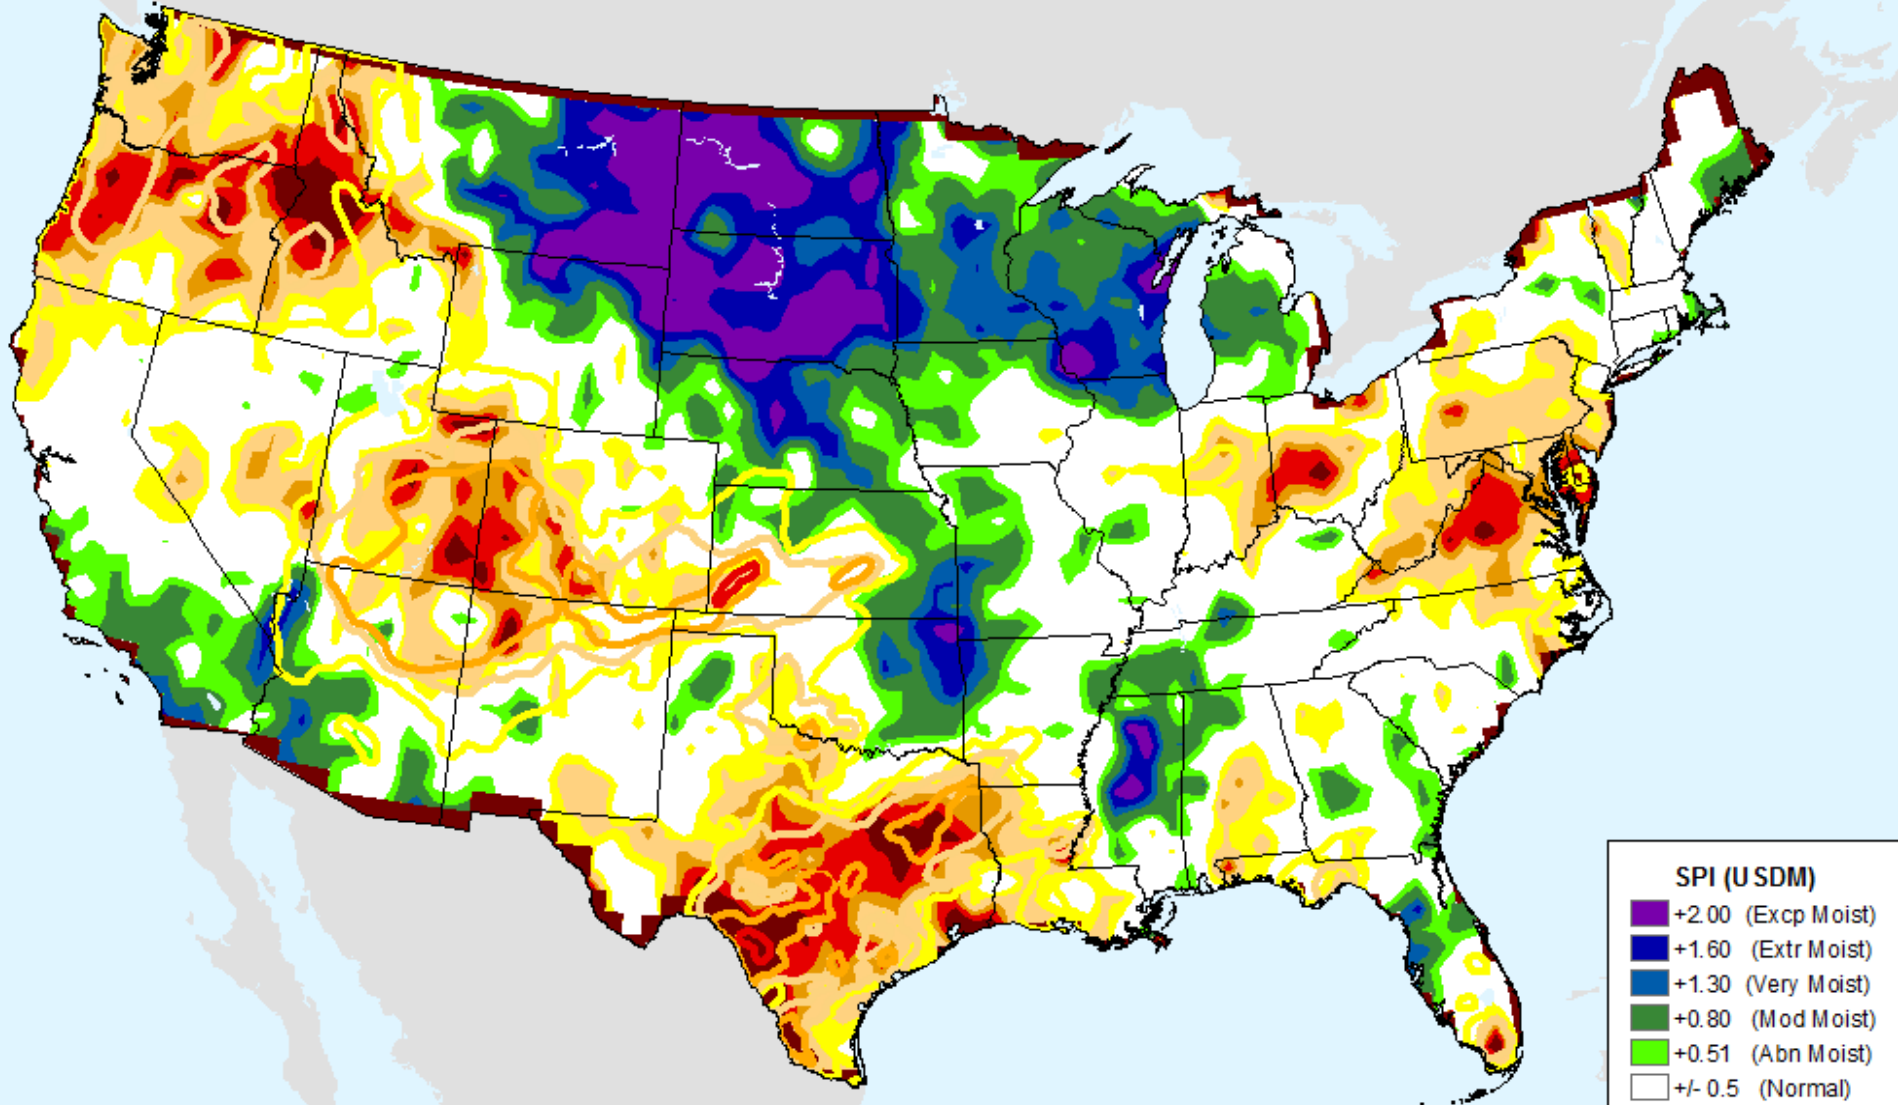 SPI (USDM)
+2.00 (Excp Moist)
+1.60 (Extr Moist)
+1.30 (Very Moist)
+0.80 (Mod Moist)
+0.51 (Abn Moist)
+/- 0.5 (Normal)